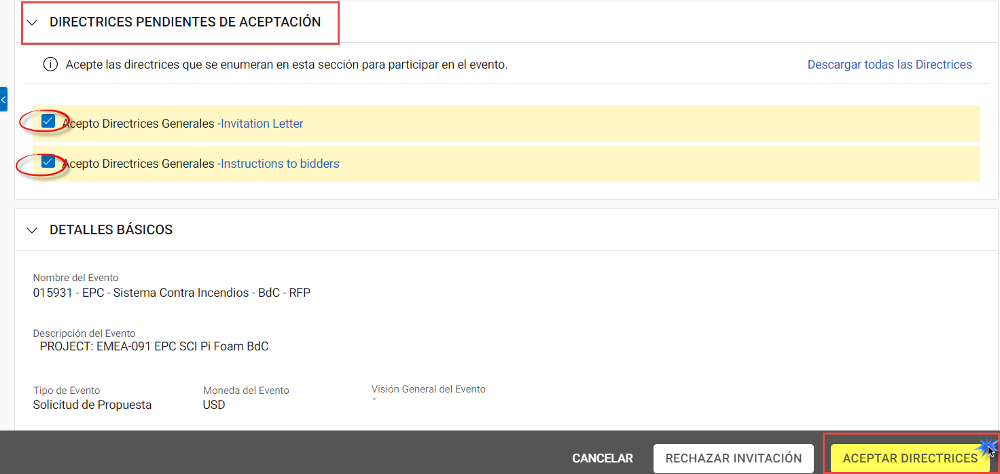 DIRECTRICES PENDIENTES DE ACEPTACIÓN
Acepte las directrices que se enumeran en esta sección para participar en el evento.
Descargar todas las Directrices
Acepto Directrices Generales -Invitation Letter
Acepto Directrices Generales -Instructions to bidders
DETALLES BÁSICOS
Nombre del Evento
015931 - EPC - Sistema Contra Incendios - BdC - RFP
Descripción del Evento
PROJECT: EMEA-091 EPC SCI Pi Foam BdC
Tipo de Evento
Solicitud de Propuesta
Moneda del Evento
USD
Visión General del Evento
-
CANCELAR
RECHAZAR INVITACIÓN
ACEPTAR DIRECTRICES